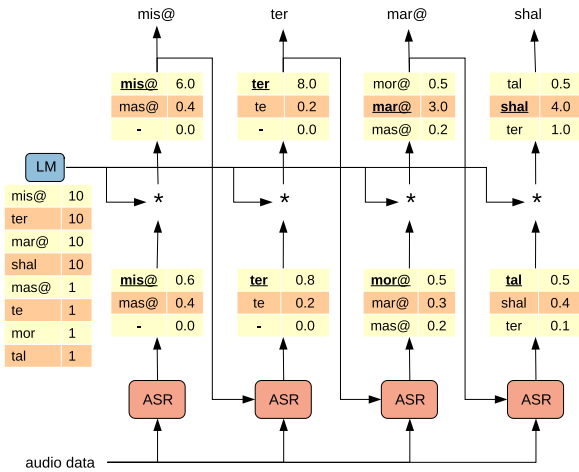 mis@ ter mar@ shal
mis@ 6.0 ter 8.0 mor@ 0.5 tal 0.5
mas@ 0.4 te 0.2 mar@ 3.0 shal 4.0
- 0.0 - 0.0 mas@ 0.2 ter 1.0
LM
mis@ 10
ter 10
mar@ 10
shal 10
mas@ 1
te 1
mor 1
tal 1
* * * *
mis@ 0.6 ter 0.8 mor@ 0.5 tal 0.5
mas@ 0.4 te 0.2 mar@ 0.3 shal 0.4
- 0.0 - 0.0 mas@ 0.2 ter 0.1
ASR ASR ASR ASR
audio data